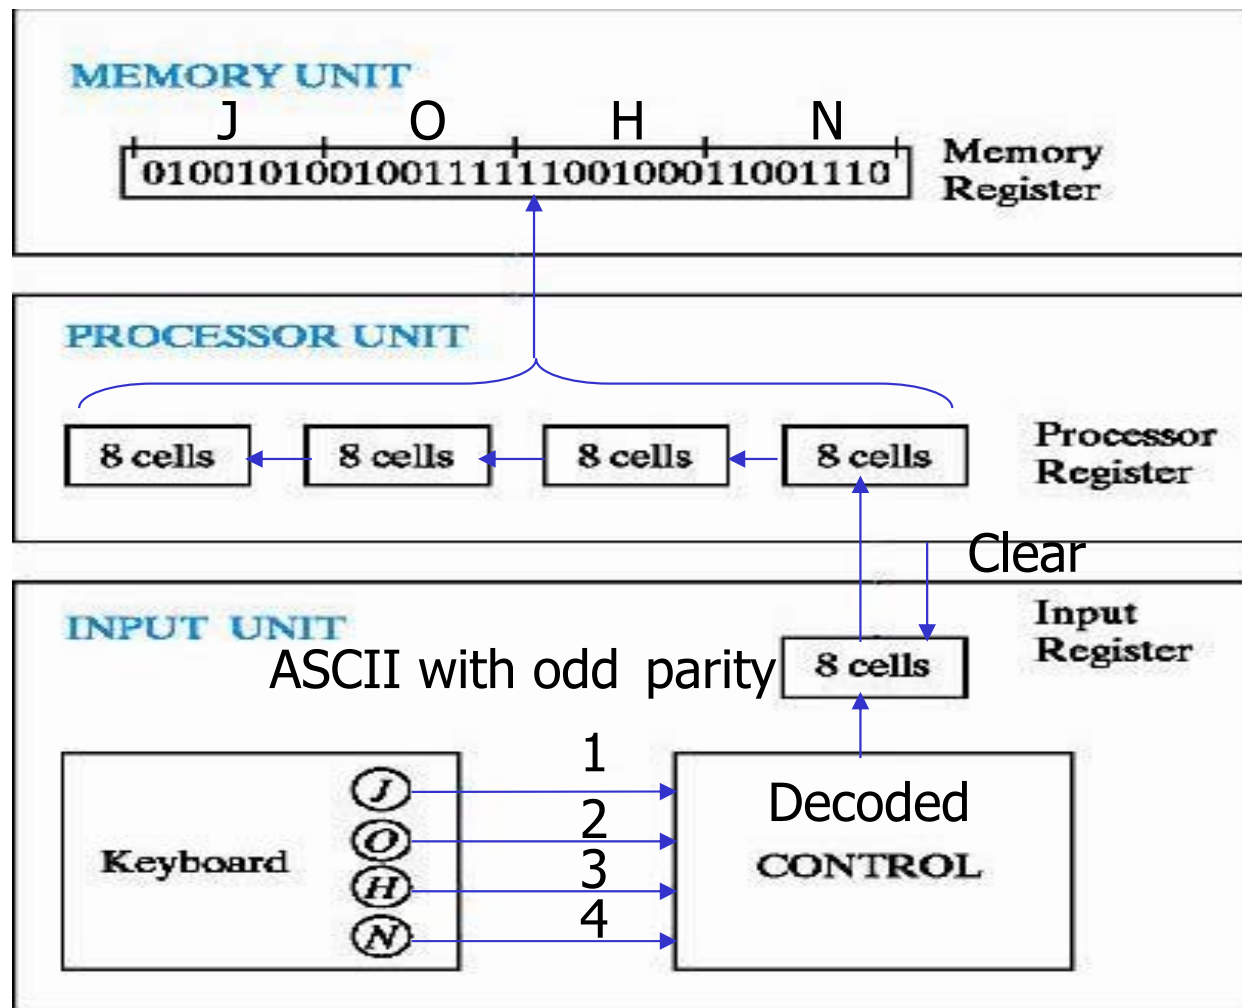 MEMORY UNIT
J O H N
01001010010011111100100011001110
Memory
Register
PROCESSOR UNIT
8 cells 8 cells 8 cells 8 cells
Processor
Register
Clear
INPUT UNIT
Input
Register
ASCII with odd parity
8 cells
1
J
2
O
3
H
4
N
Keyboard
Decoded
CONTROL